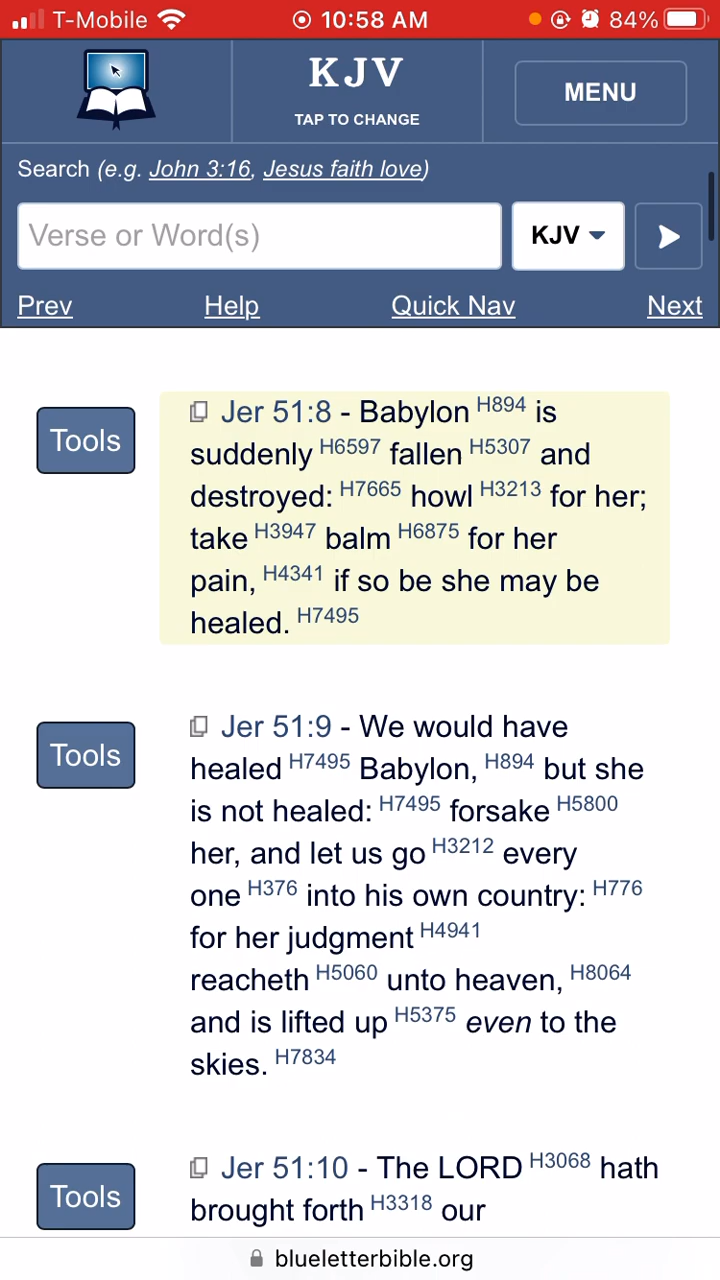 T-Mobile 10:58 AM 84%
KJV
TAP TO CHANGE
MENU
Search (e.g. John 3:16, Jesus faith love)
Verse or Word(s)
KJV
Prev Help Quick Nav Next
Tools
Jer 51:8 - Babylon H894 is
suddenly H6597 fallen H5307 and
destroyed: H7665 howl H3213 for her;
take H3947 balm H6875 for her
pain, H4341 if so be she may be
healed. H7495
Tools
Jer 51:9 - We would have
healed H7495 Babylon, H894 but she
is not healed: H7495 forsake H5800
her, and let us go H3212 every
one H376 into his own country: H776
for her judgment H4941
reacheth H5060 unto heaven, H8064
and is lifted up H5375 even to the
skies. H7834
Tools
Jer 51:10 - The LORD H3068 hath
brought forth H3318 our
blueletterbible.org